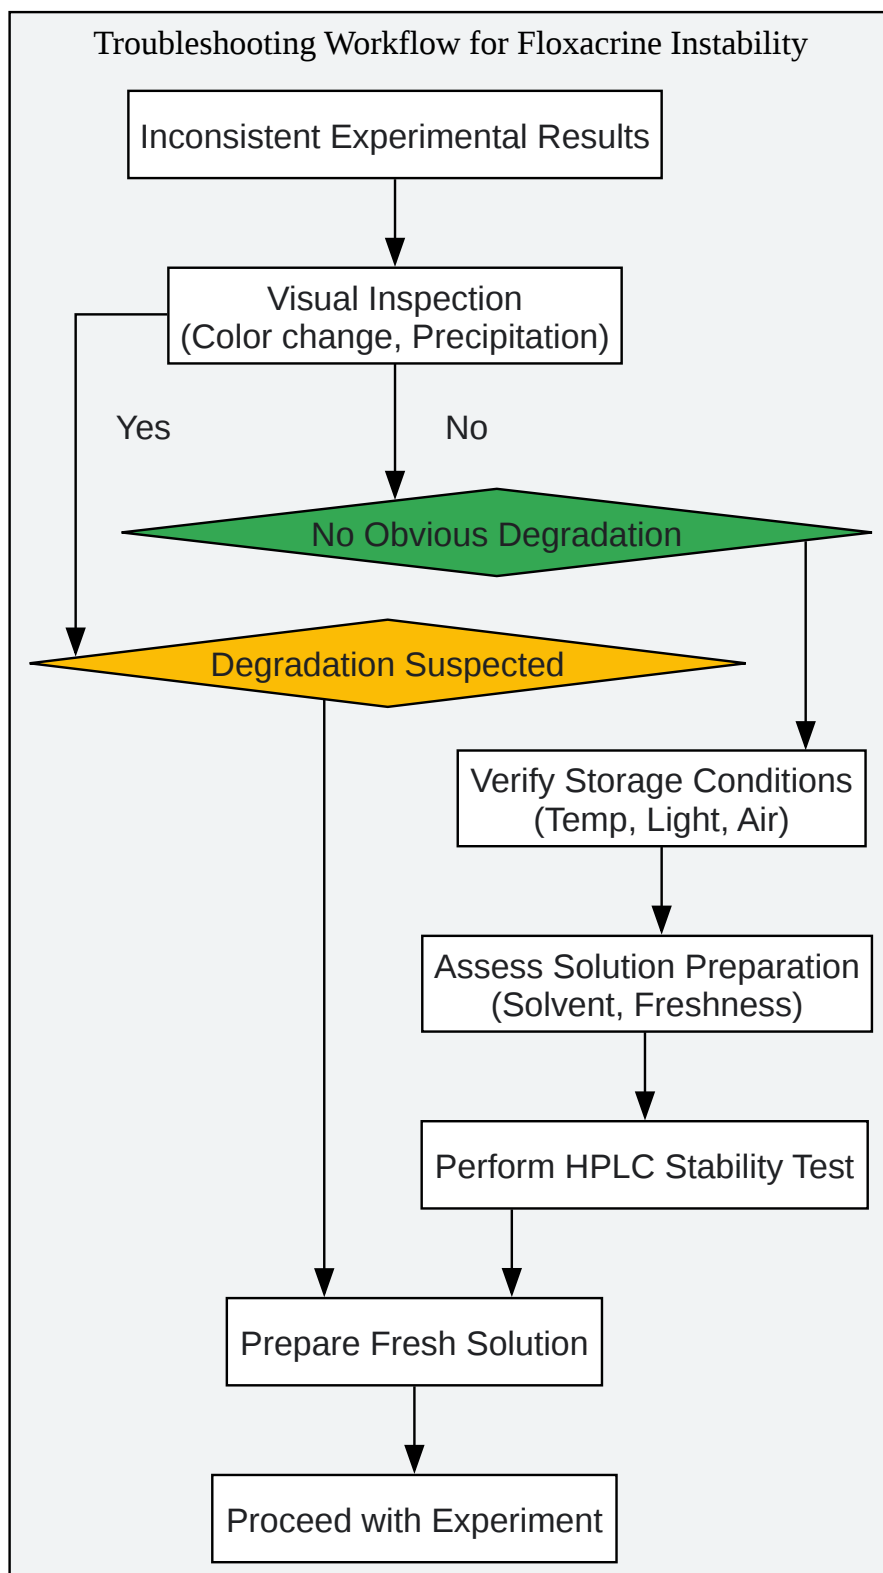 Troubleshooting Workflow for Floxacrine Instability
Inconsistent Experimental Results
Visual Inspection
(Color change, Precipitation)
Yes
No
No Obvious Degradation
Degradation Suspected
Verify Storage Conditions
(Temp, Light, Air)
Assess Solution Preparation
(Solvent, Freshness)
Perform HPLC Stability Test
Prepare Fresh Solution
Proceed with Experiment